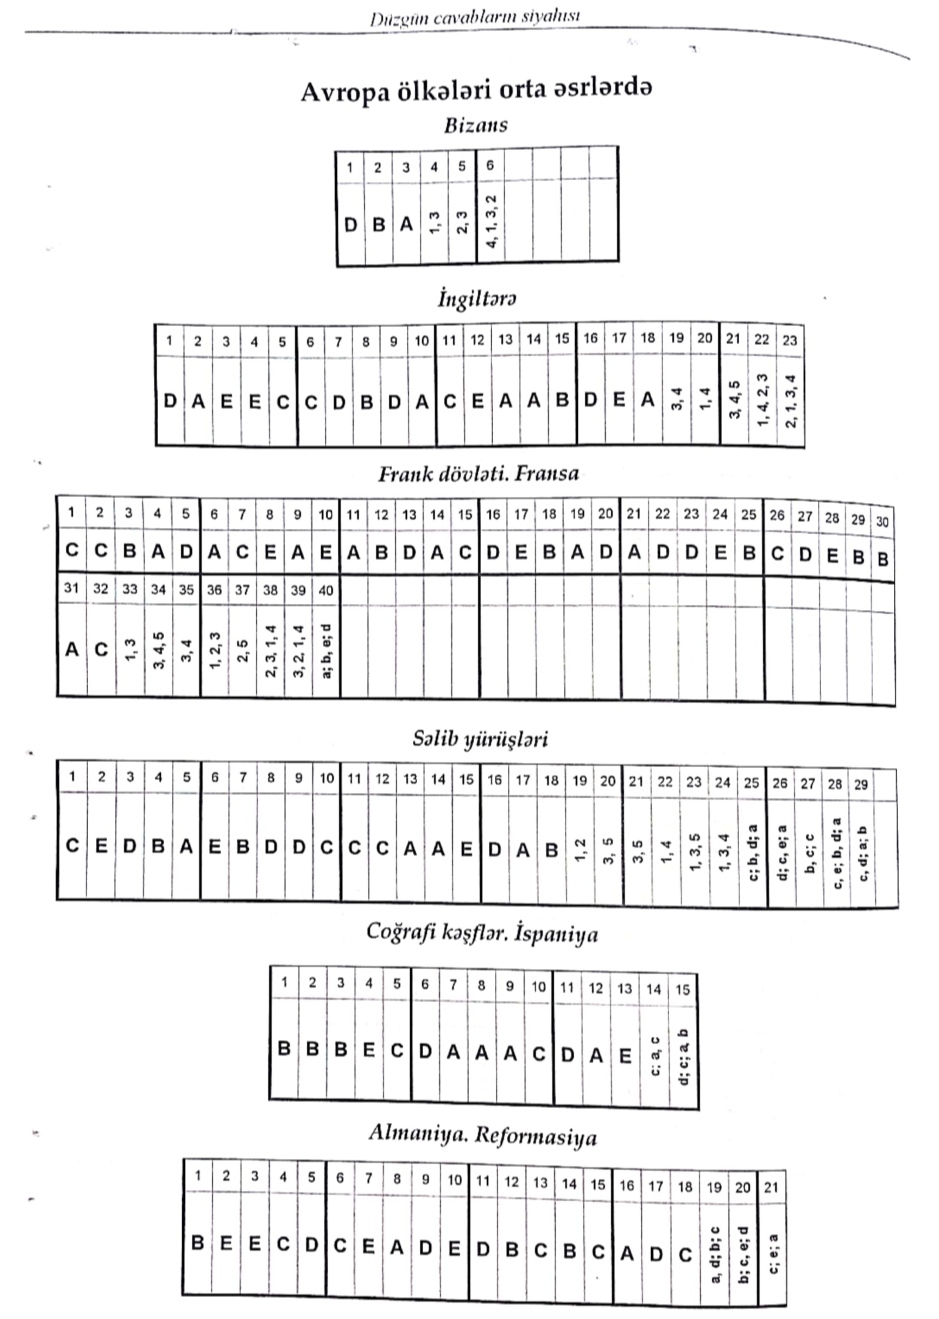 Düzgün cavabların siyahısı
Avropa ölkələri orta əsrlərdə
Bizans
1 2 3 4 5 6
D B A 1, 3 2, 3 4, 1, 3, 2
İngiltərə
1 2 3 4 5 6 7 8 9 10 11 12 13 14 15 16 17 18 19 20 21 22 23
D A E E C C D B D A C E A A B D E A 3, 4 1, 4 3, 4, 5 1, 4, 2, 3 2, 1, 3, 4
Frank dövləti. Fransa
1 2 3 4 5 6 7 8 9 10 11 12 13 14 15 16 17 18 19 20 21 22 23 24 25 26 27 28 29 30
C C B A D A C E A E A B D A C D E B A D A D D E B C D E B B
31 32 33 34 35 36 37 38 39 40
A C 1, 3 3, 4, 5 3, 4 1, 2, 3 2, 5 2, 3, 1, 4 3, 2, 1, 4 a; b, e; d
Səlib yürüşləri
1 2 3 4 5 6 7 8 9 10 11 12 13 14 15 16 17 18 19 20 21 22 23 24 25 26 27 28 29
C E D B A E B D D C C C A A E D A B 1, 2 3, 5 3, 5 1, 4 1, 3, 5 1, 3, 4 c; b, d; a d; c, e; a b, c; c c, e; b, d; a c, d; a; b
Coğrafi kəşflər. İspaniya
1 2 3 4 5 6 7 8 9 10 11 12 13 14 15
B B B E C D A A A C D A E c; a, c d; c; a, b
Almaniya. Reformasiya
1 2 3 4 5 6 7 8 9 10 11 12 13 14 15 16 17 18 19 20 21
B E E C D C E A D E D B C B C A D C a, d; b; c b; c, e; d c; e; a